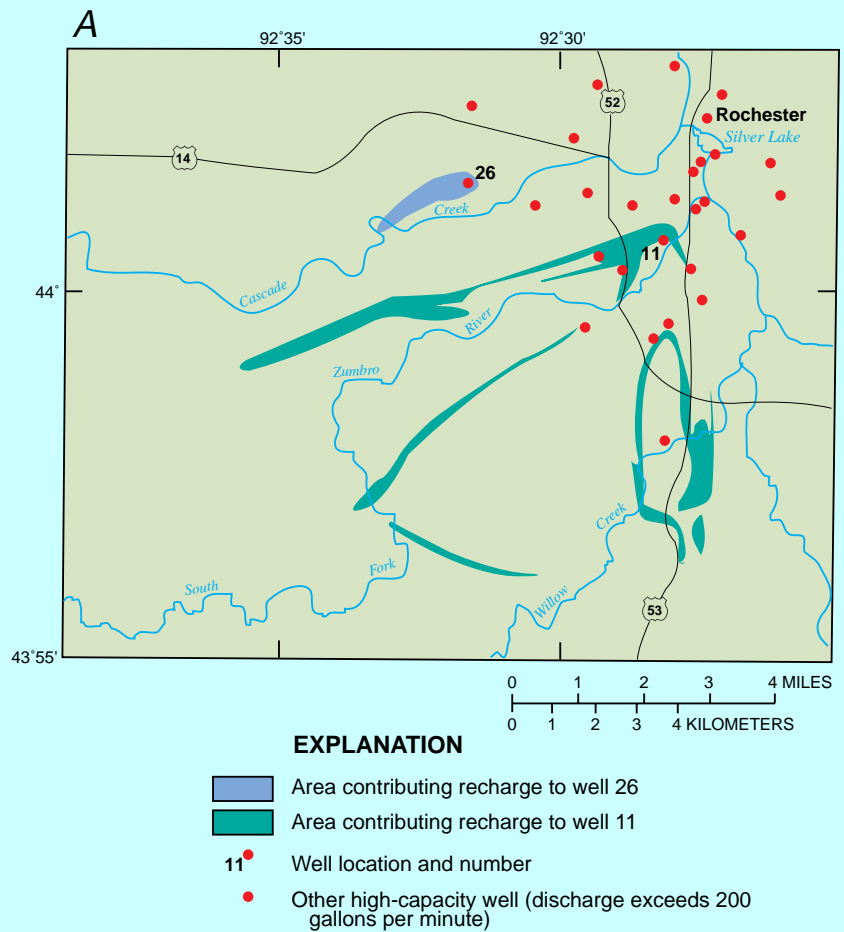 A
92°35'
92°30'
52
Rochester
Silver Lake
14
26
Creek
11
44°
Cascade
River
Zumbro
Creek
Fork
South
Willow
53
43°55'
0 1 2 3 4 MILES
0 1 2 3 4 KILOMETERS
EXPLANATION
Area contributing recharge to well 26
Area contributing recharge to well 11
11 Well location and number
Other high-capacity well (discharge exceeds 200
gallons per minute)